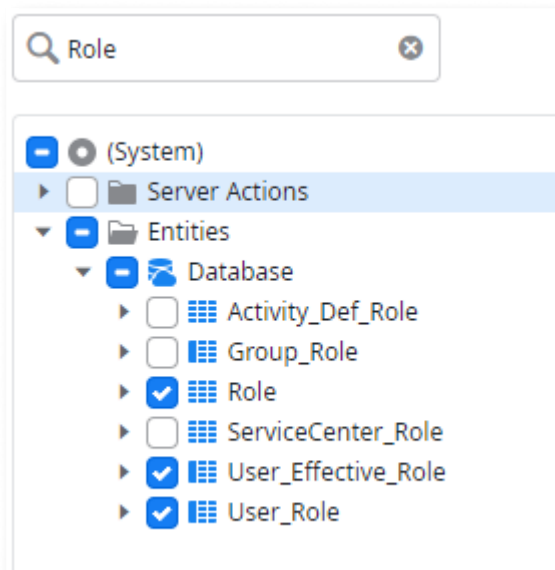 Role
(System)
Server Actions
Entities
Database
Activity_Def_Role
Group_Role
Role
ServiceCenter_Role
User_Effective_Role
User_Role